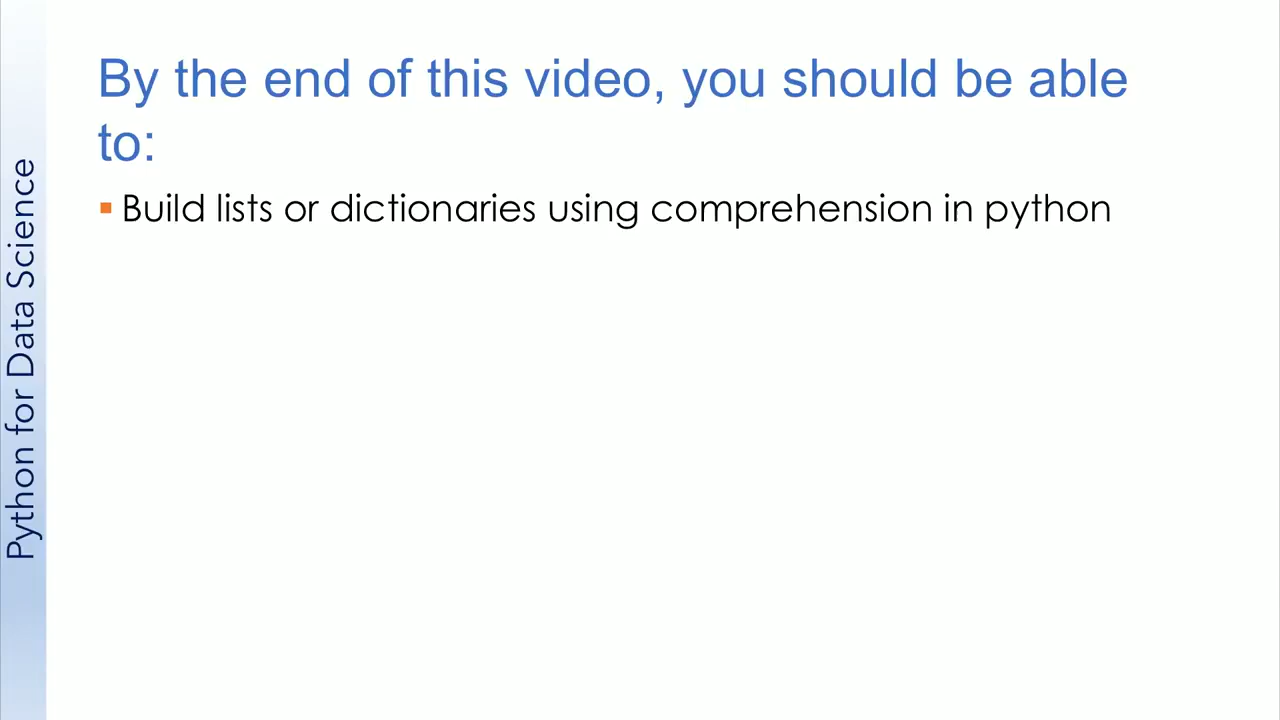 By the end of this video, you should be able
to:
▪ Build lists or dictionaries using comprehension in python
Python for Data Science